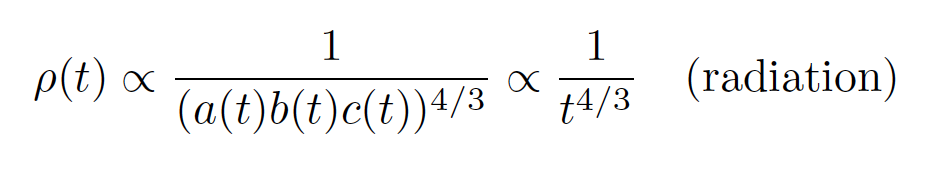 ρ(t) ∝ 1/(a(t)b(t)c(t))^{4/3} ∝ 1/t^{4/3} (radiation)